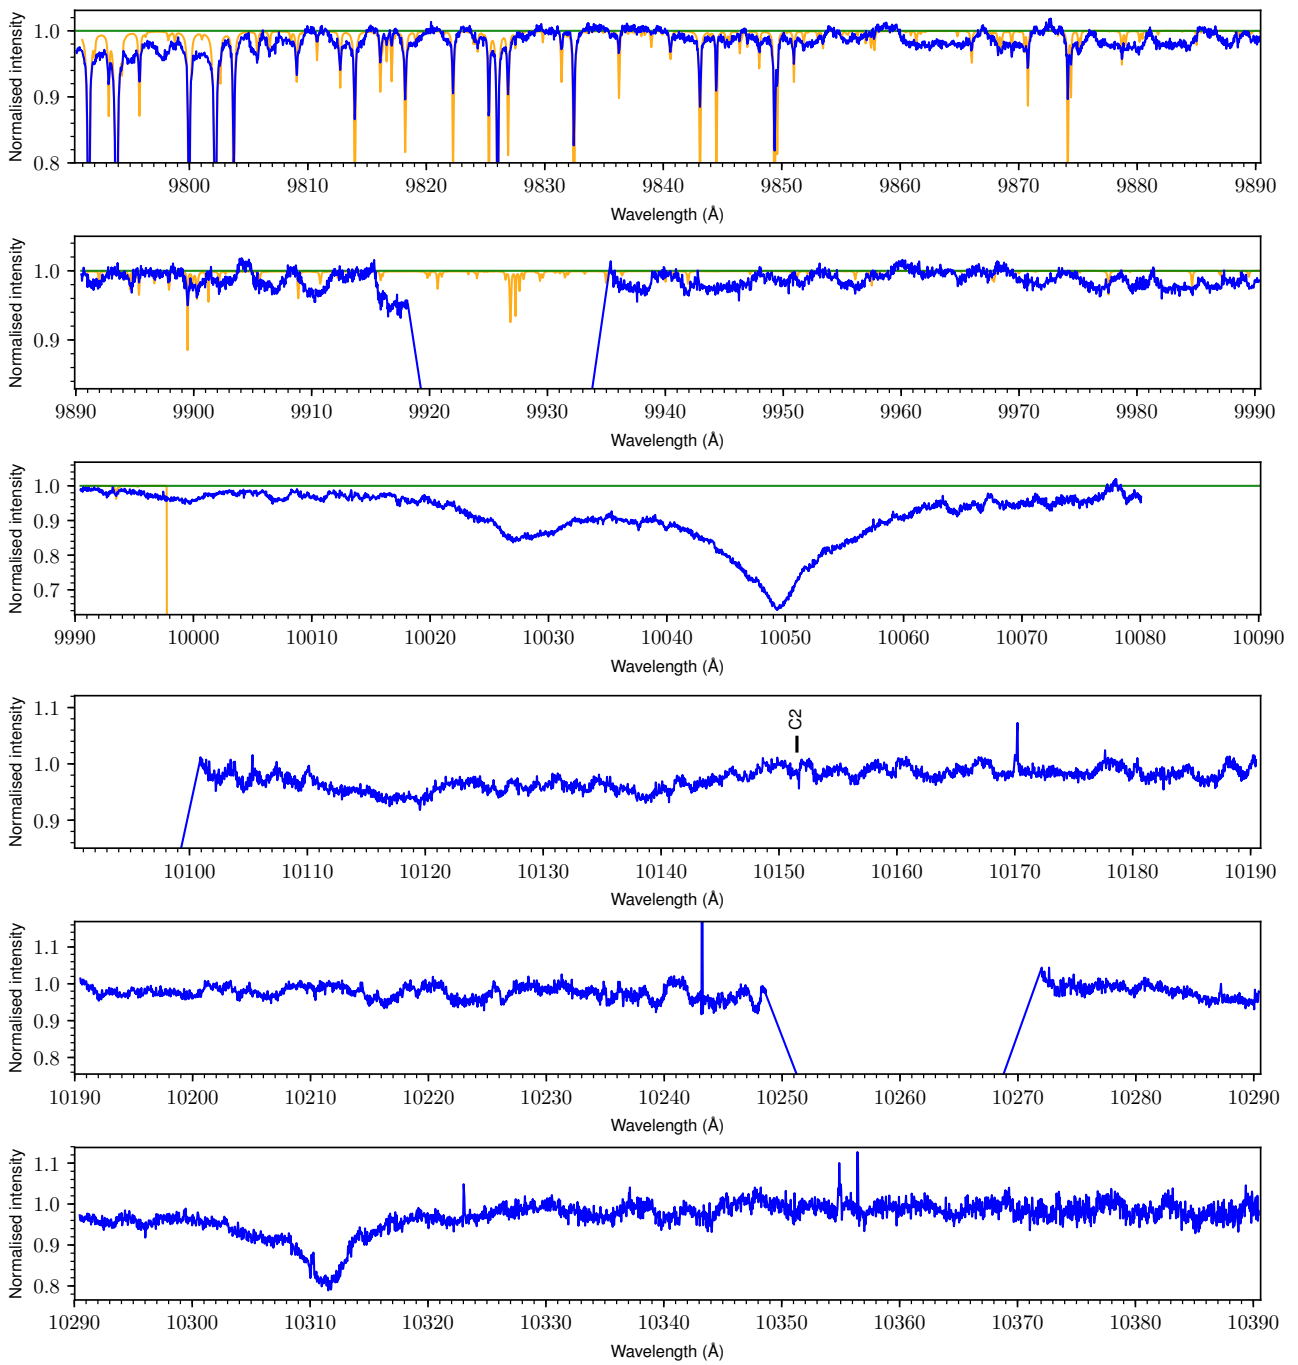 Normalised intensity
1.0
0.9
0.8
9800 9810 9820 9830 9840 9850 9860 9870 9880 9890
Wavelength (Å)
Normalised intensity
1.0
0.9
9890 9900 9910 9920 9930 9940 9950 9960 9970 9980 9990
Wavelength (Å)
Normalised intensity
1.0
0.9
0.8
0.7
9990 10000 10010 10020 10030 10040 10050 10060 10070 10080 10090
Wavelength (Å)
Normalised intensity
1.1
1.0
0.9
C2
10100 10110 10120 10130 10140 10150 10160 10170 10180 10190
Wavelength (Å)
Normalised intensity
1.1
1.0
0.9
0.8
10190 10200 10210 10220 10230 10240 10250 10260 10270 10280 10290
Wavelength (Å)
Normalised intensity
1.1
1.0
0.9
0.8
10290 10300 10310 10320 10330 10340 10350 10360 10370 10380 10390
Wavelength (Å)